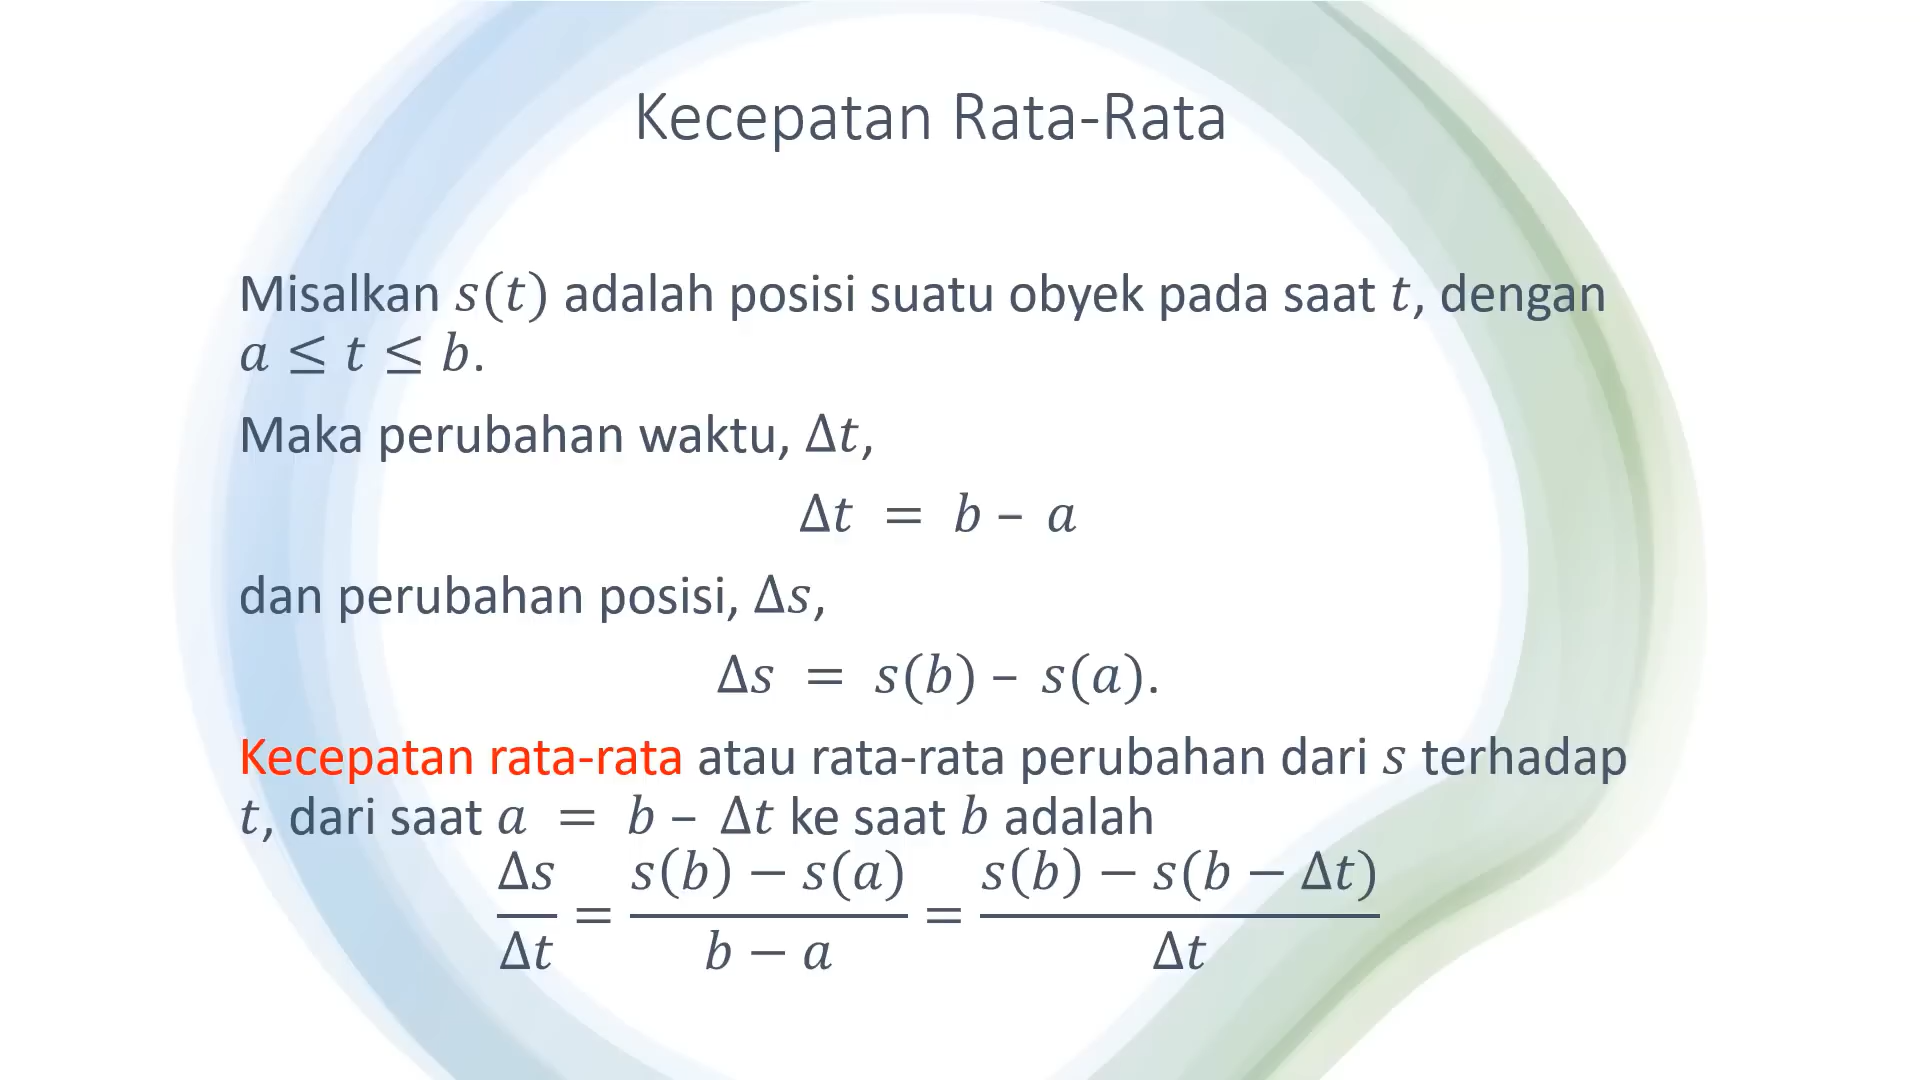 Kecepatan Rata-Rata
Misalkan s(t) adalah posisi suatu obyek pada saat t, dengan
a ≤ t ≤ b.
Maka perubahan waktu, Δt,
Δt = b – a
dan perubahan posisi, Δs,
Δs = s(b) – s(a).
Kecepatan rata-rata atau rata-rata perubahan dari s terhadap
t, dari saat a = b – Δt ke saat b adalah
Δs/Δt = (s(b) − s(a))/(b − a) = (s(b) − s(b − Δt))/Δt